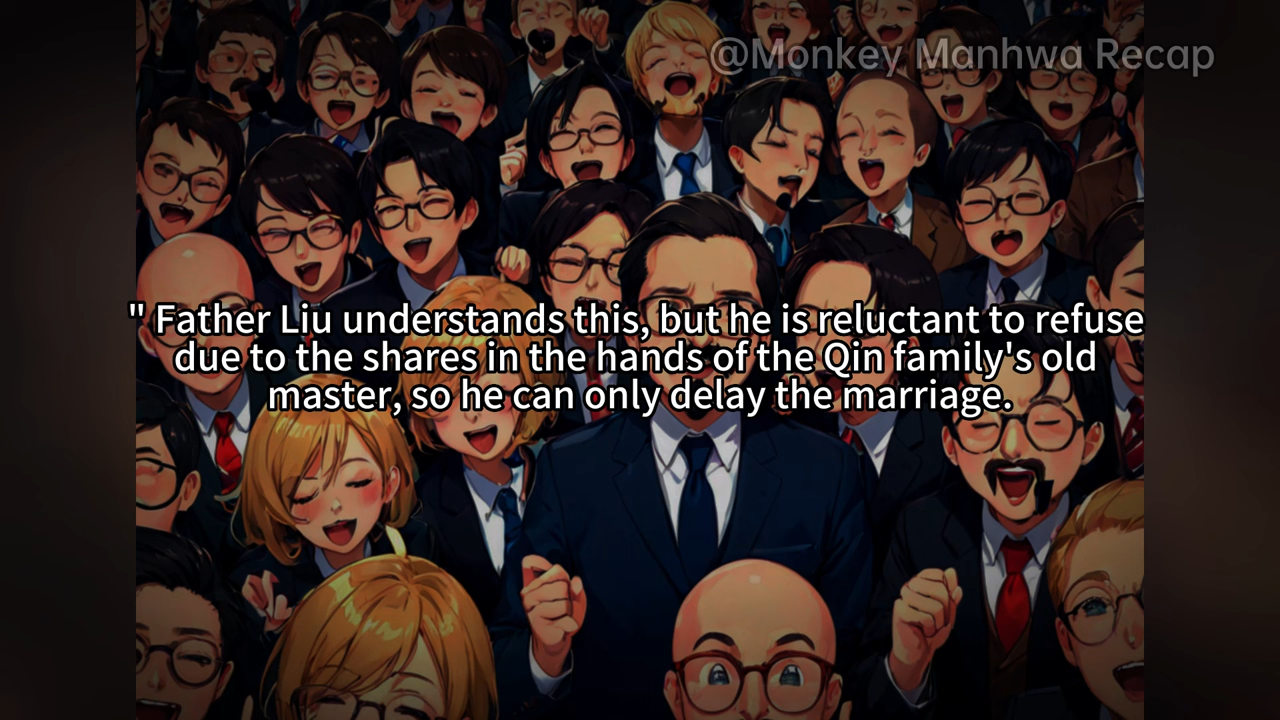 @Monkey Manhwa Recap
" Father Liu understands this, but he is reluctant to refuse
due to the shares in the hands of the Qin family's old
master, so he can only delay the marriage.